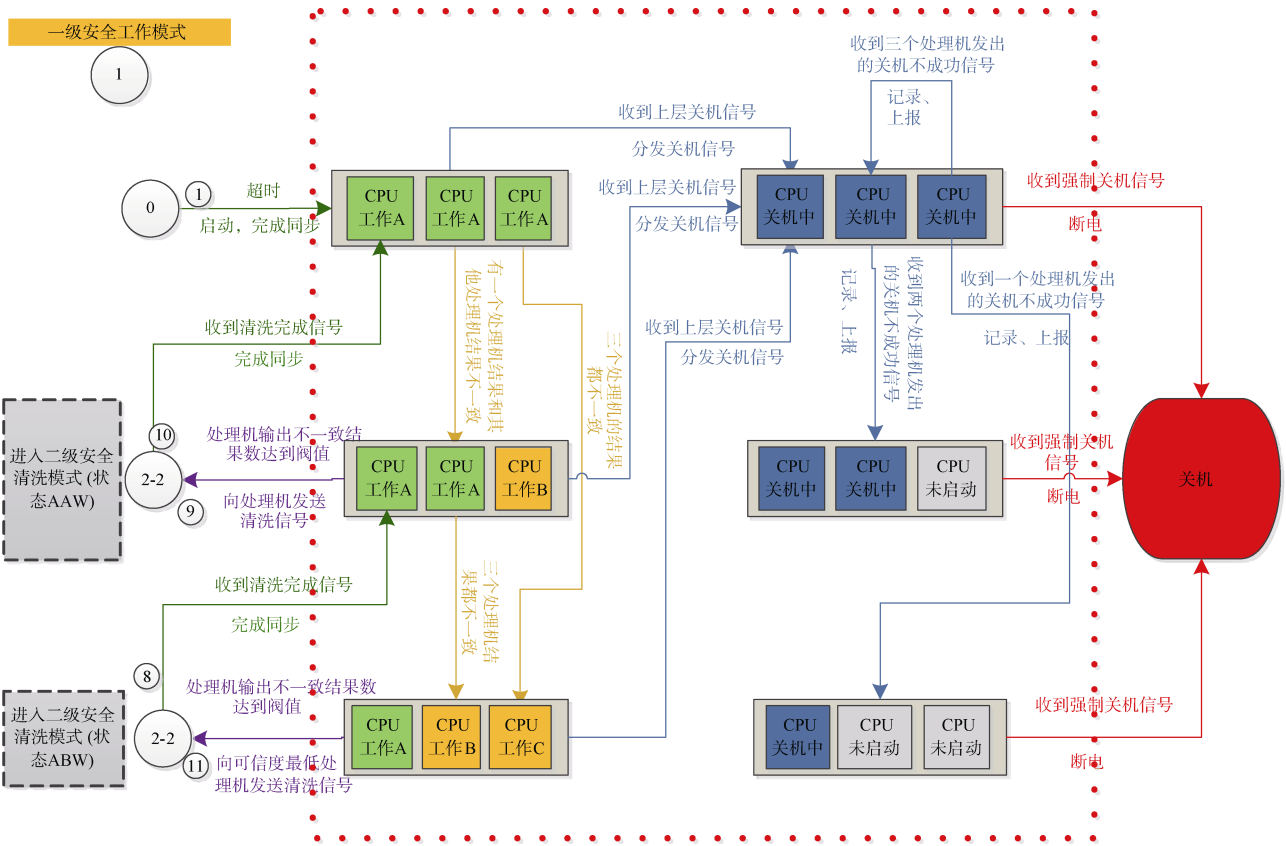 一级安全工作模式
1
收到三个处理机发出
的关机不成功信号
记录、
上报
收到上层关机信号
分发关机信号
0
1
超时
启动，完成同步
CPU
工作A
CPU
工作A
CPU
工作A
收到上层关机信号
分发关机信号
CPU
关机中
CPU
关机中
CPU
关机中
收到强制关机信号
断电
有一个处理机结果和其
他处理机结果不一致
三个处理机的结果
都不一致
收到清洗完成信号
完成同步
收到上层关机信号
分发关机信号
记录、上报
收到两个处理机发出
的关机不成功信号
收到一个处理机发出
的关机不成功信号
记录、上报
进入二级安全
清洗模式 (状
态AAW)
10
2-2
9
处理机输出不一致结
果数达到阀值
向处理机发送
清洗信号
CPU
工作A
CPU
工作A
CPU
工作B
CPU
关机中
CPU
关机中
CPU
未启动
收到强制关机
信号
断电
关机
收到清洗完成信号
完成同步
三个处理机结
果都不一致
进入二级安全
清洗模式 (状
态ABW)
8
2-2
11
处理机输出不一致结果数
达到阀值
向可信度最低处
理机发送清洗信号
CPU
工作A
CPU
工作B
CPU
工作C
CPU
关机中
CPU
未启动
CPU
未启动
收到强制关机信号
断电